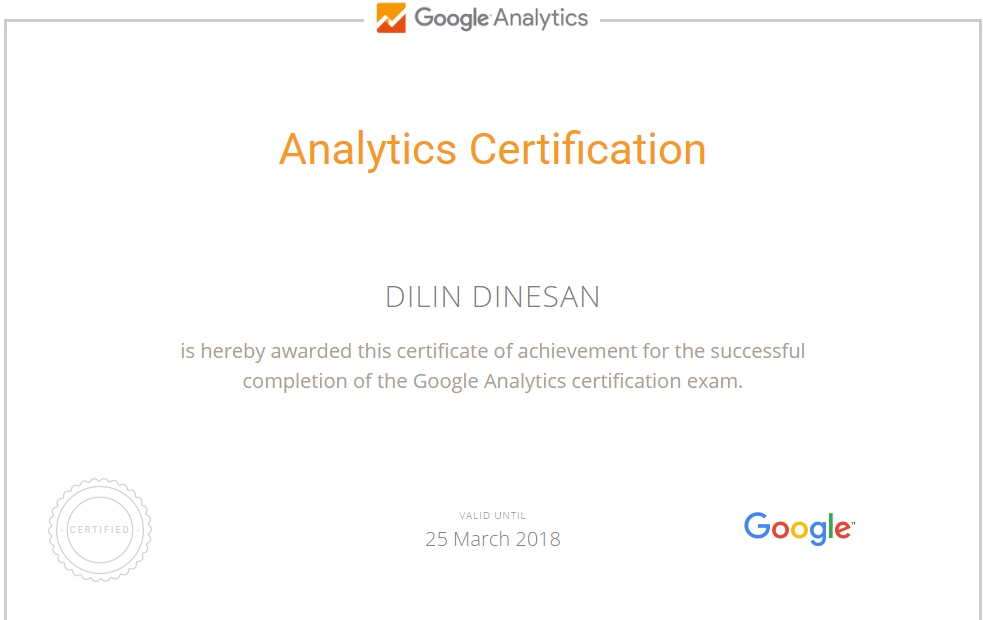 Google Analytics
Analytics Certification
DILIN DINESAN
is hereby awarded this certificate of achievement for the successful
completion of the Google Analytics certification exam.
CERTIFIED
VALID UNTIL
25 March 2018
Google™